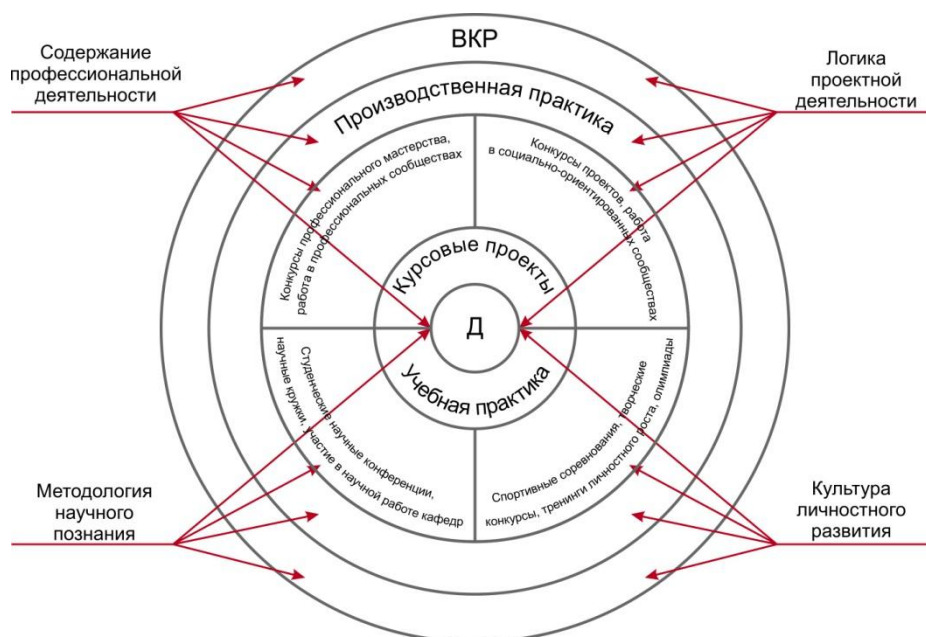 ВКР
Содержание
профессиональной
деятельности
Логика
проектной
деятельности
Производственная практика
Конкурсы профессионального мастерства,
работа в профессиональных сообществах
Конкурсы проектов, работа
в социально-ориентированных сообществах
Курсовые проекты
Д
Учебная практика
Студенческие научные конференции,
научные кружки, участие в научной работе кафедр
Спортивные соревнования, творческие
конкурсы, тренинги личностного роста, олимпиады
Методология
научного
познания
Культура
личностного
развития